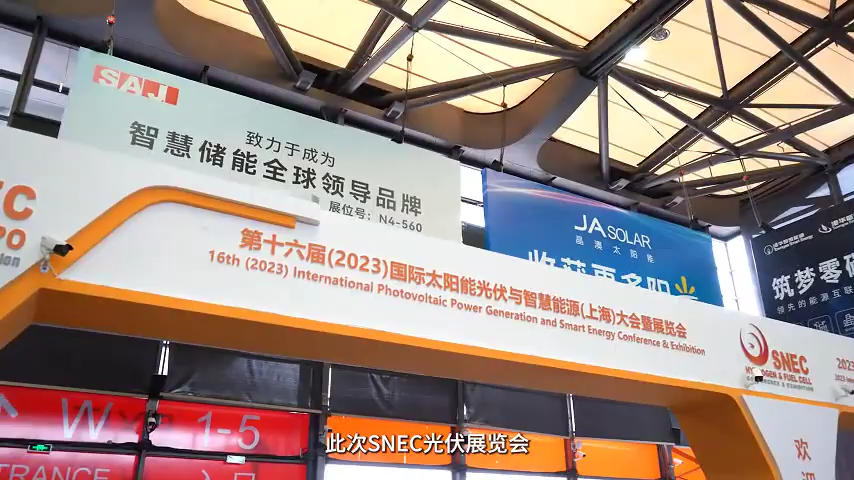 SAJ
致力于成为
智慧储能全球领导品牌
展位号：N4-560
JA SOLAR
晶澳太阳能
第十六届(2023)国际太阳能光伏与智慧能源(上海)大会暨展览会
16th (2023) International Photovoltaic Power Generation and Smart Energy Conference & Exhibition
SNEC
HYDROGEN & FUEL CELL
筑梦零
W
1-5
此次SNEC光伏展览会
欢